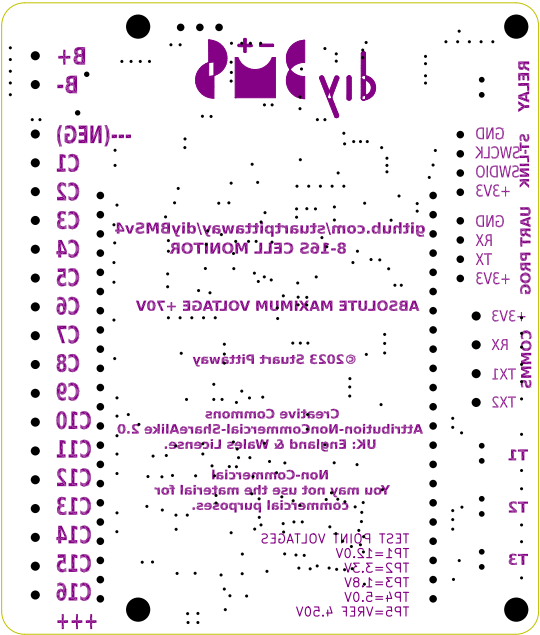 diyBMS
B+
B-
---(NEG)
C1
C2
C3
C4
C5
C6
C7
C8
C9
C10
C11
C12
C13
C14
C15
C16
+++
github.com/stuartpittaway/diyBMSv4
8-16S CELL MONITOR
ABSOLUTE MAXIMUM VOLTAGE +70V
©2023 Stuart Pittaway
Creative Commons
Attribution-NonCommercial-ShareAlike 2.0
UK: England & Wales License.
Non-Commercial
You may not use the material for
commercial purposes.
TEST POINT VOLTAGES
TP1=12.0V
TP2=3.3V
TP3=1.8V
TP4=5.0V
TP5=VREF 4.50V
RELAY
ST-LINK
GND
SWCLK
SWDIO
+3V3
UART PROG
GND
RX
TX
+3V3
COMMS
+3V3
RX
TX1
TX2
T1
T2
T3